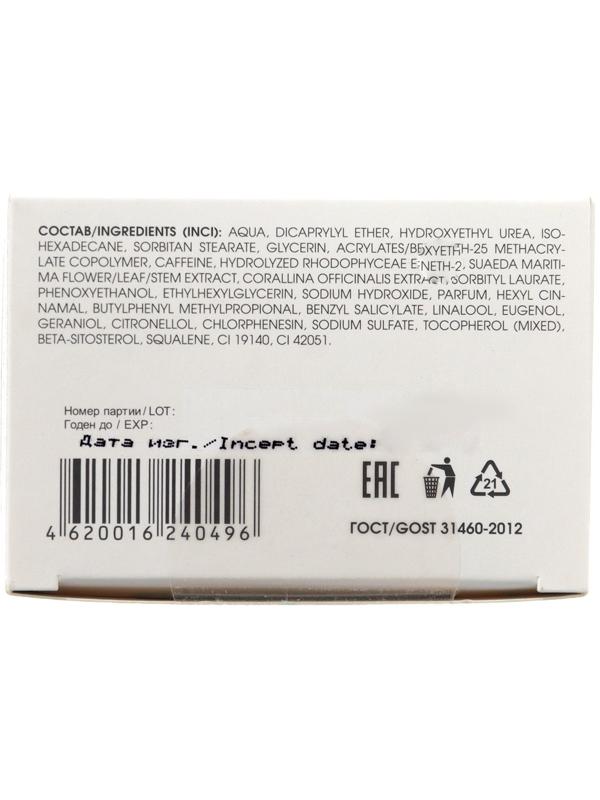 СОСТАВ/INGREDIENTS (INCI): AQUA, DICAPRYLYL ETHER, HYDROXYETHYL UREA, ISO-
HEXADECANE, SORBITAN STEARATE, GLYCERIN, ACRYLATES/ -25 METHACRY-
LATE COPOLYMER, CAFFEINE, HYDROLYZED RHODOPHYCEAE SUAEDA MARITI-
MA FLOWER/LEAF/STEM EXTRACT, CORALLINA OFFICINALIS SORBITYL LAURATE,
PHENOXYETHANOL, ETHYLHEXYLGLYCERIN, SODIUM HYDROXIDE, PARFUM, HEXYL CIN-
NAMAL, BUTYLPHENYL METHYLPROPIONAL, BENZYL SALICYLATE, LINALOOL, EUGENOL,
GERANIOL, CITRONELLOL, CHLORPHENESIN, SODIUM SULFATE, TOCOPHEROL (MIXED),
BETA-SITOSTEROL, SQUALENE, CI 19140, CI 42051.
Номер партии/LOT:
Годен до / EXP:
Дата изг./Incept date:
EAC
21
4 620016 240496
ГОСТ/GOST 31460-2012